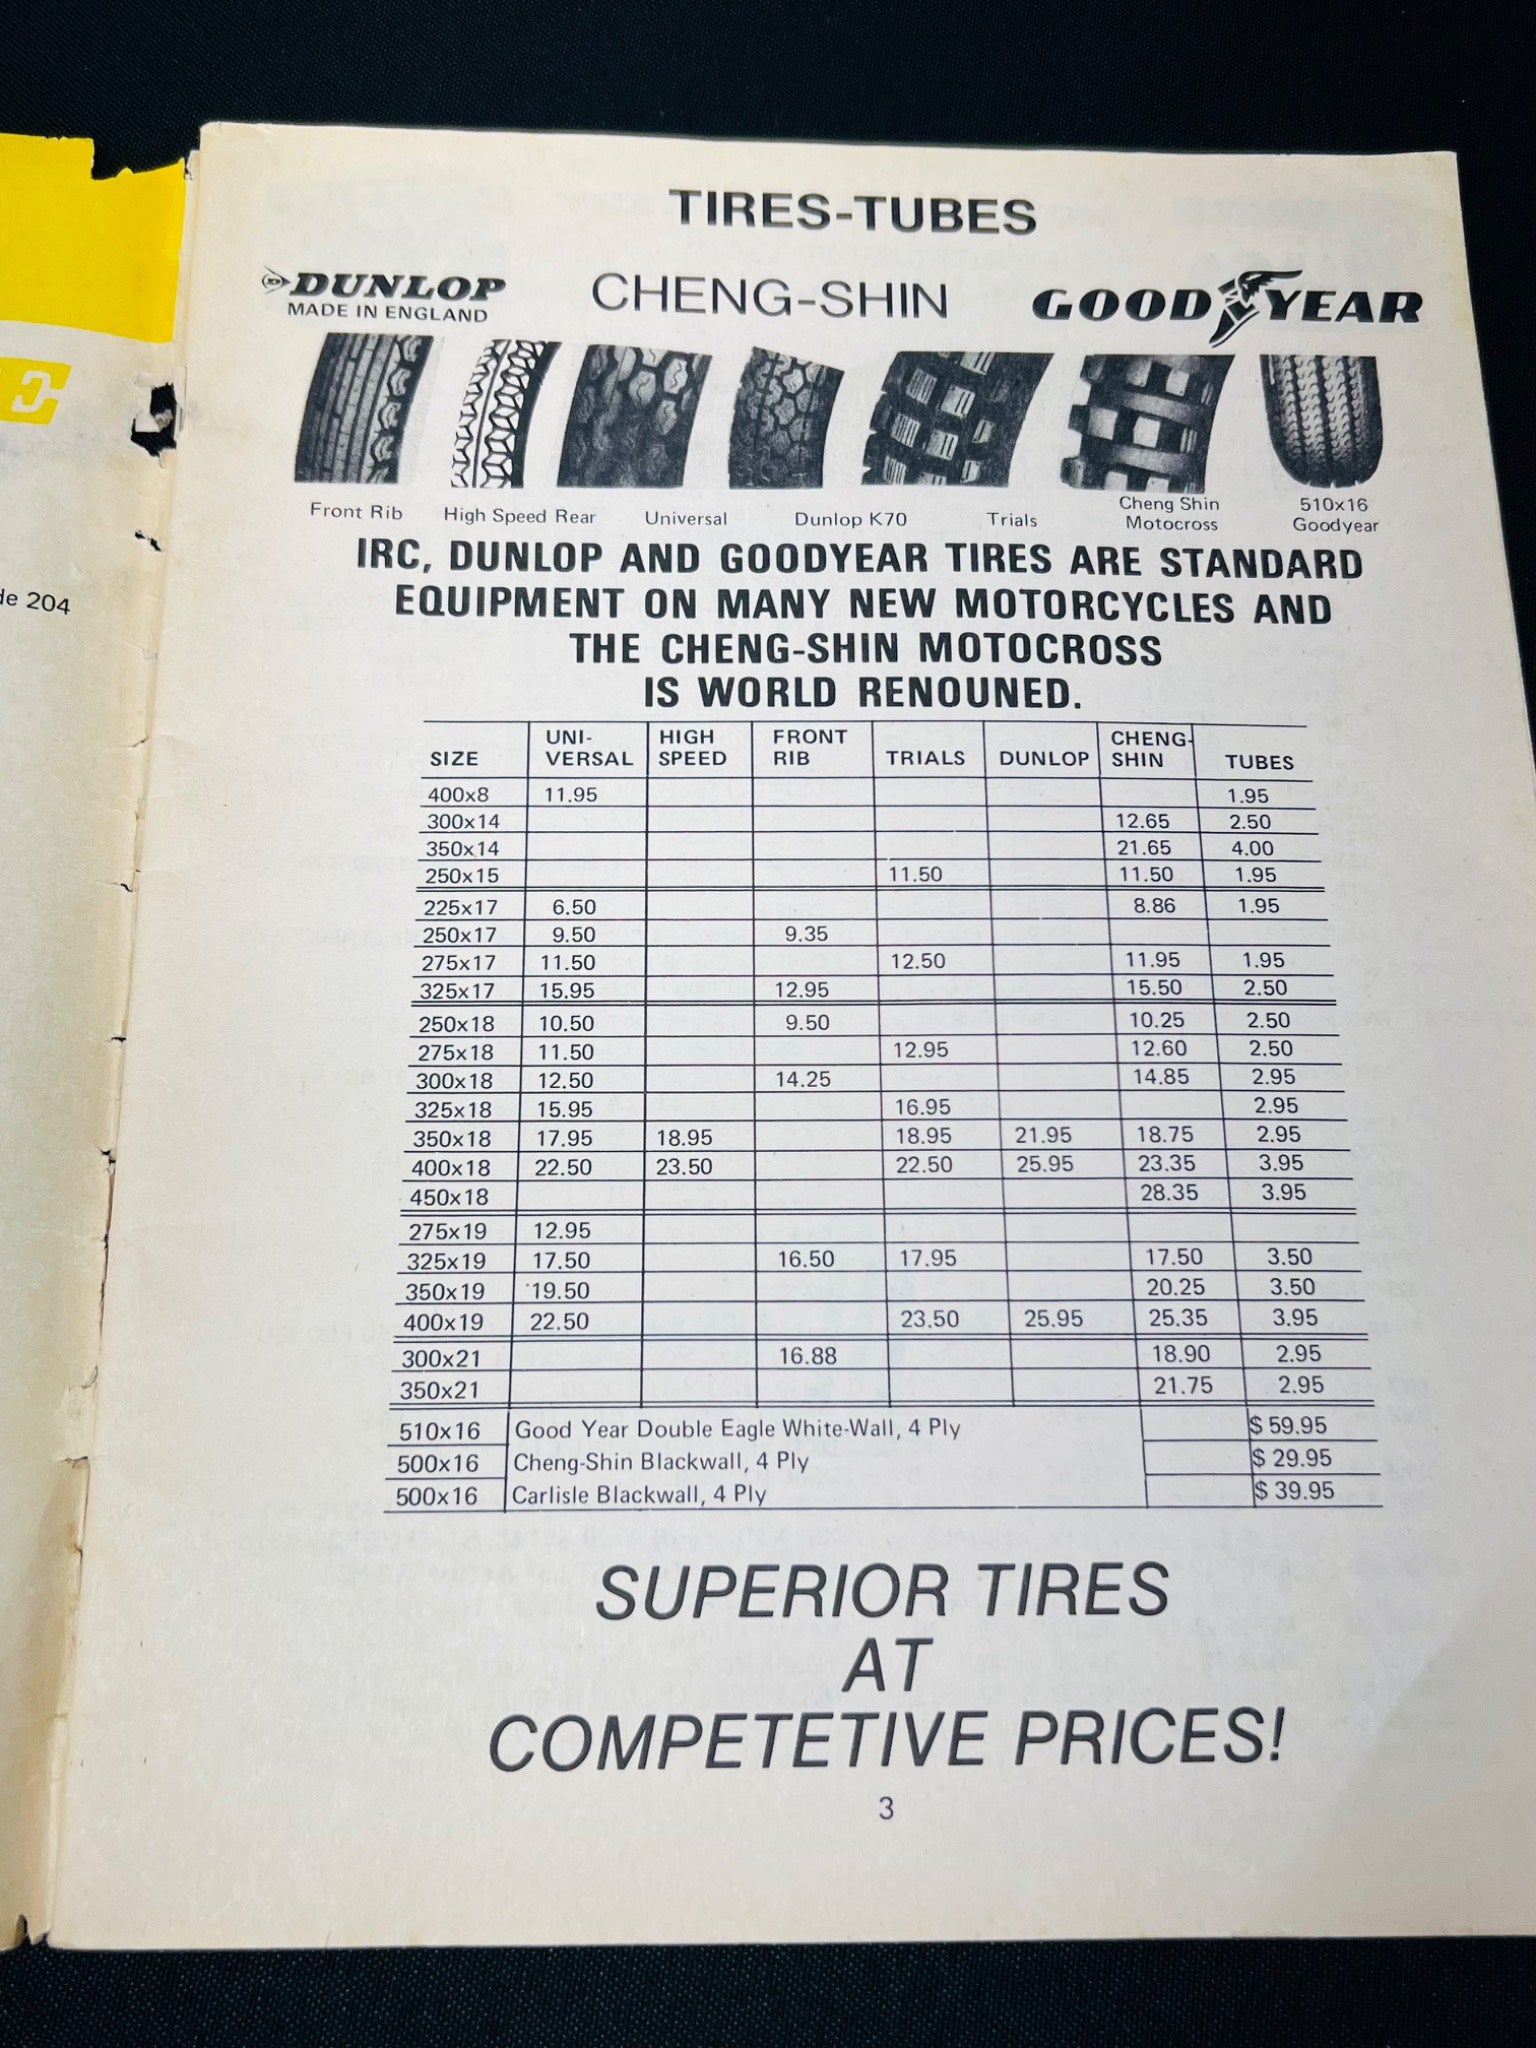 E
de 204
TIRES-TUBES
DUNLOP
MADE IN ENGLAND
CHENG-SHIN
GOODYEAR
Front Rib
High Speed Rear
Universal
Dunlop K70
Trials
Cheng Shin
Motocross
510x16
Goodyear
IRC, DUNLOP AND GOODYEAR TIRES ARE STANDARD
EQUIPMENT ON MANY NEW MOTORCYCLES AND
THE CHENG-SHIN MOTOCROSS
IS WORLD RENOUNED.
SIZE UNI-VERSAL HIGH SPEED FRONT RIB TRIALS DUNLOP CHENG-SHIN TUBES
400x8 11.95 1.95
300x14 12.65 2.50
350x14 21.65 4.00
250x15 11.50 11.50 1.95
225x17 6.50 8.86 1.95
250x17 9.50 9.35
275x17 11.50 12.50 11.95 1.95
325x17 15.95 12.95 15.50 2.50
250x18 10.50 9.50 10.25 2.50
275x18 11.50 12.95 12.60 2.50
300x18 12.50 14.25 14.85 2.95
325x18 15.95 16.95 2.95
350x18 17.95 18.95 18.95 21.95 18.75 2.95
400x18 22.50 23.50 22.50 25.95 23.35 3.95
450x18 28.35 3.95
275x19 12.95
325x19 17.50 16.50 17.95 17.50 3.50
350x19 19.50 20.25 3.50
400x19 22.50 23.50 25.95 25.35 3.95
300x21 16.88 18.90 2.95
350x21 21.75 2.95
510x16 Good Year Double Eagle White-Wall, 4 Ply $ 59.95
500x16 Cheng-Shin Blackwall, 4 Ply $ 29.95
500x16 Carlisle Blackwall, 4 Ply $ 39.95
SUPERIOR TIRES
AT
COMPETETIVE PRICES!
3